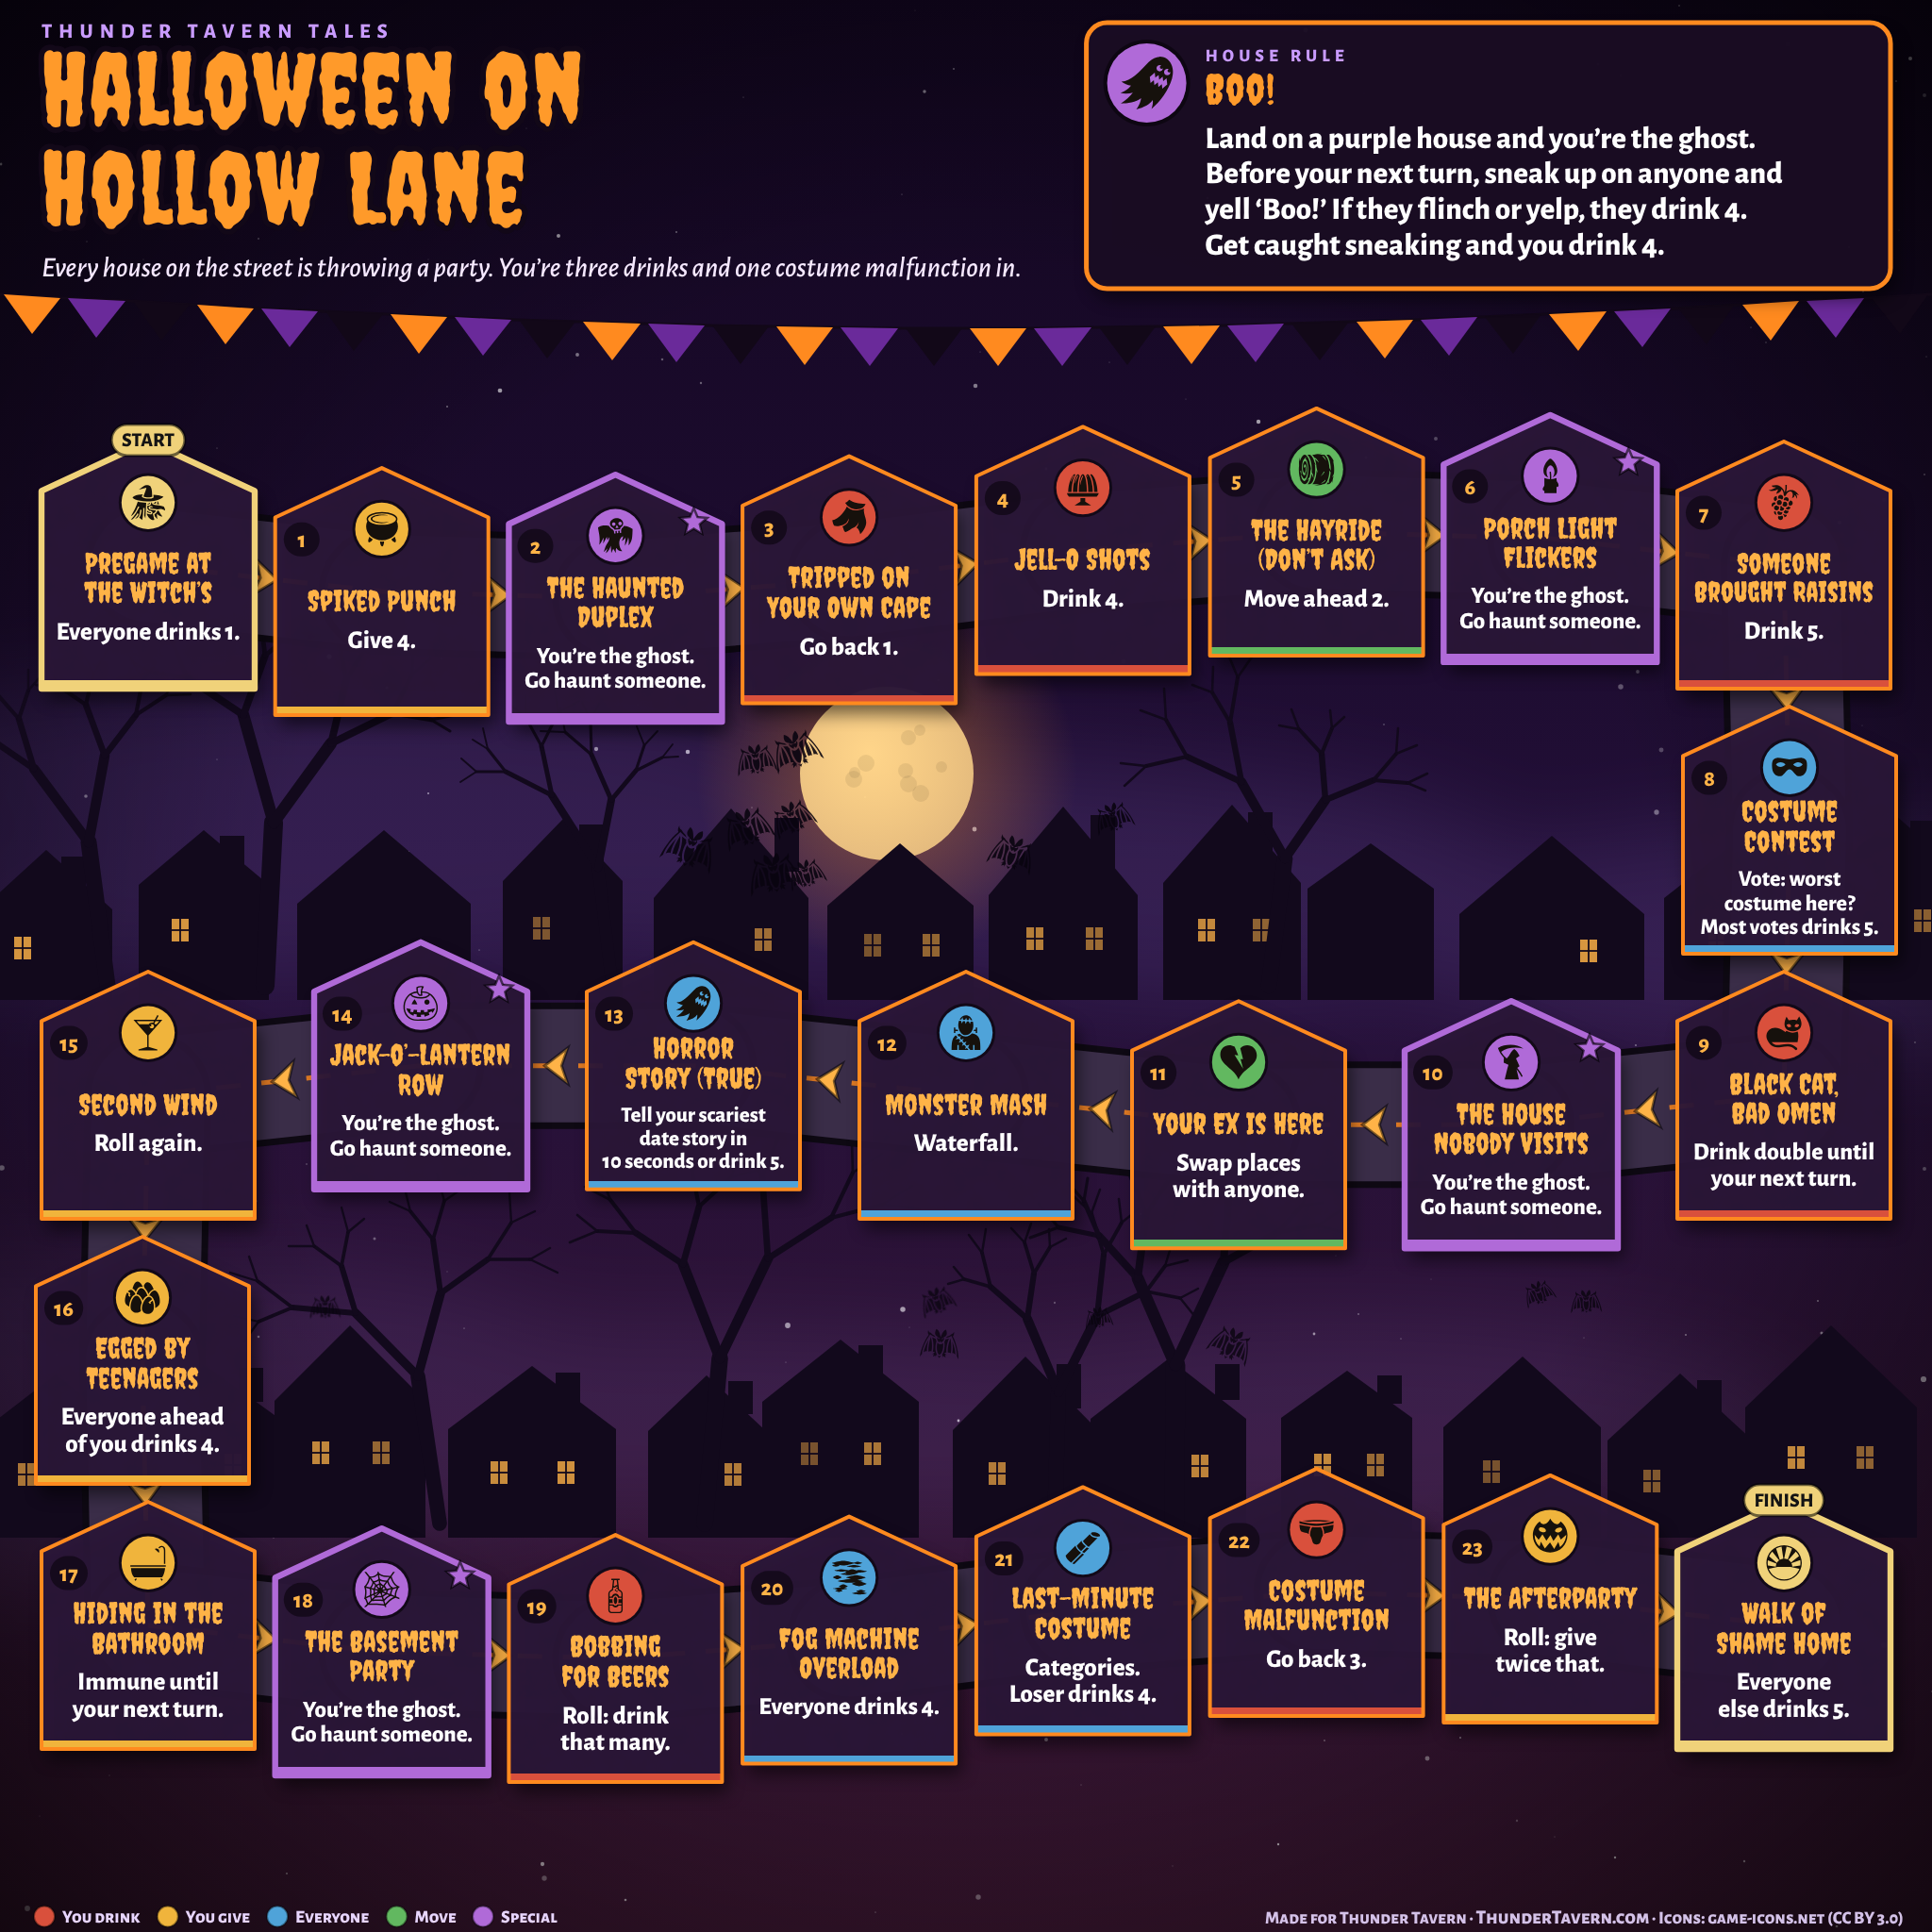 THUNDER TAVERN TALES
HALLOWEEN ON
HOLLOW LANE
Every house on the street is throwing a party. You're three drinks and one costume malfunction in.
HOUSE RULE
BOO!
Land on a purple house and you're the ghost.
Before your next turn, sneak up on anyone and
yell 'Boo!' If they flinch or yelp, they drink 4.
Get caught sneaking and you drink 4.
START
PREGAME AT
THE WITCH'S
Everyone drinks 1.
1
SPIKED PUNCH
Give 4.
2
THE HAUNTED
DUPLEX
You're the ghost.
Go haunt someone.
3
TRIPPED ON
YOUR OWN CAPE
Go back 1.
4
JELL-O SHOTS
Drink 4.
5
THE HAYRIDE
(DON'T ASK)
Move ahead 2.
6
PORCH LIGHT
FLICKERS
You're the ghost.
Go haunt someone.
7
SOMEONE
BROUGHT RAISINS
Drink 5.
8
COSTUME
CONTEST
Vote: worst
costume here?
Most votes drinks 5.
9
BLACK CAT,
BAD OMEN
Drink double until
your next turn.
10
THE HOUSE
NOBODY VISITS
You're the ghost.
Go haunt someone.
11
YOUR EX IS HERE
Swap places
with anyone.
12
MONSTER MASH
Waterfall.
13
HORROR
STORY (TRUE)
Tell your scariest
date story in
10 seconds or drink 5.
14
JACK-O'-LANTERN
ROW
You're the ghost.
Go haunt someone.
15
SECOND WIND
Roll again.
16
EGGED BY
TEENAGERS
Everyone ahead
of you drinks 4.
17
HIDING IN THE
BATHROOM
Immune until
your next turn.
18
THE BASEMENT
PARTY
You're the ghost.
Go haunt someone.
19
BOBBING
FOR BEERS
Roll: drink
that many.
20
FOG MACHINE
OVERLOAD
Everyone drinks 4.
21
LAST-MINUTE
COSTUME
Categories.
Loser drinks 4.
22
COSTUME
MALFUNCTION
Go back 3.
23
THE AFTERPARTY
Roll: give
twice that.
FINISH
WALK OF
SHAME HOME
Everyone
else drinks 5.
YOU DRINK
YOU GIVE
EVERYONE
MOVE
SPECIAL
MADE FOR THUNDER TAVERN · THUNDERTAVERN.COM · ICONS: GAME-ICONS.NET (CC BY 3.0)